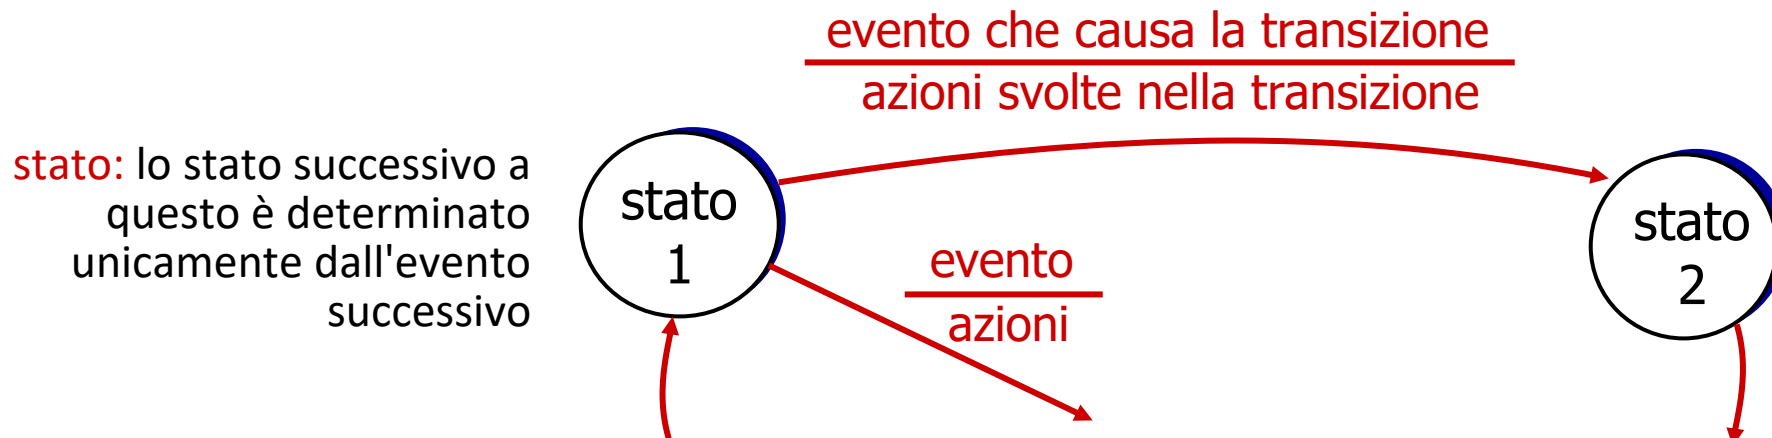 evento che causa la transizione
azioni svolte nella transizione
stato: lo stato successivo a
questo è determinato
unicamente dall'evento
successivo
stato
1
evento
azioni
stato
2